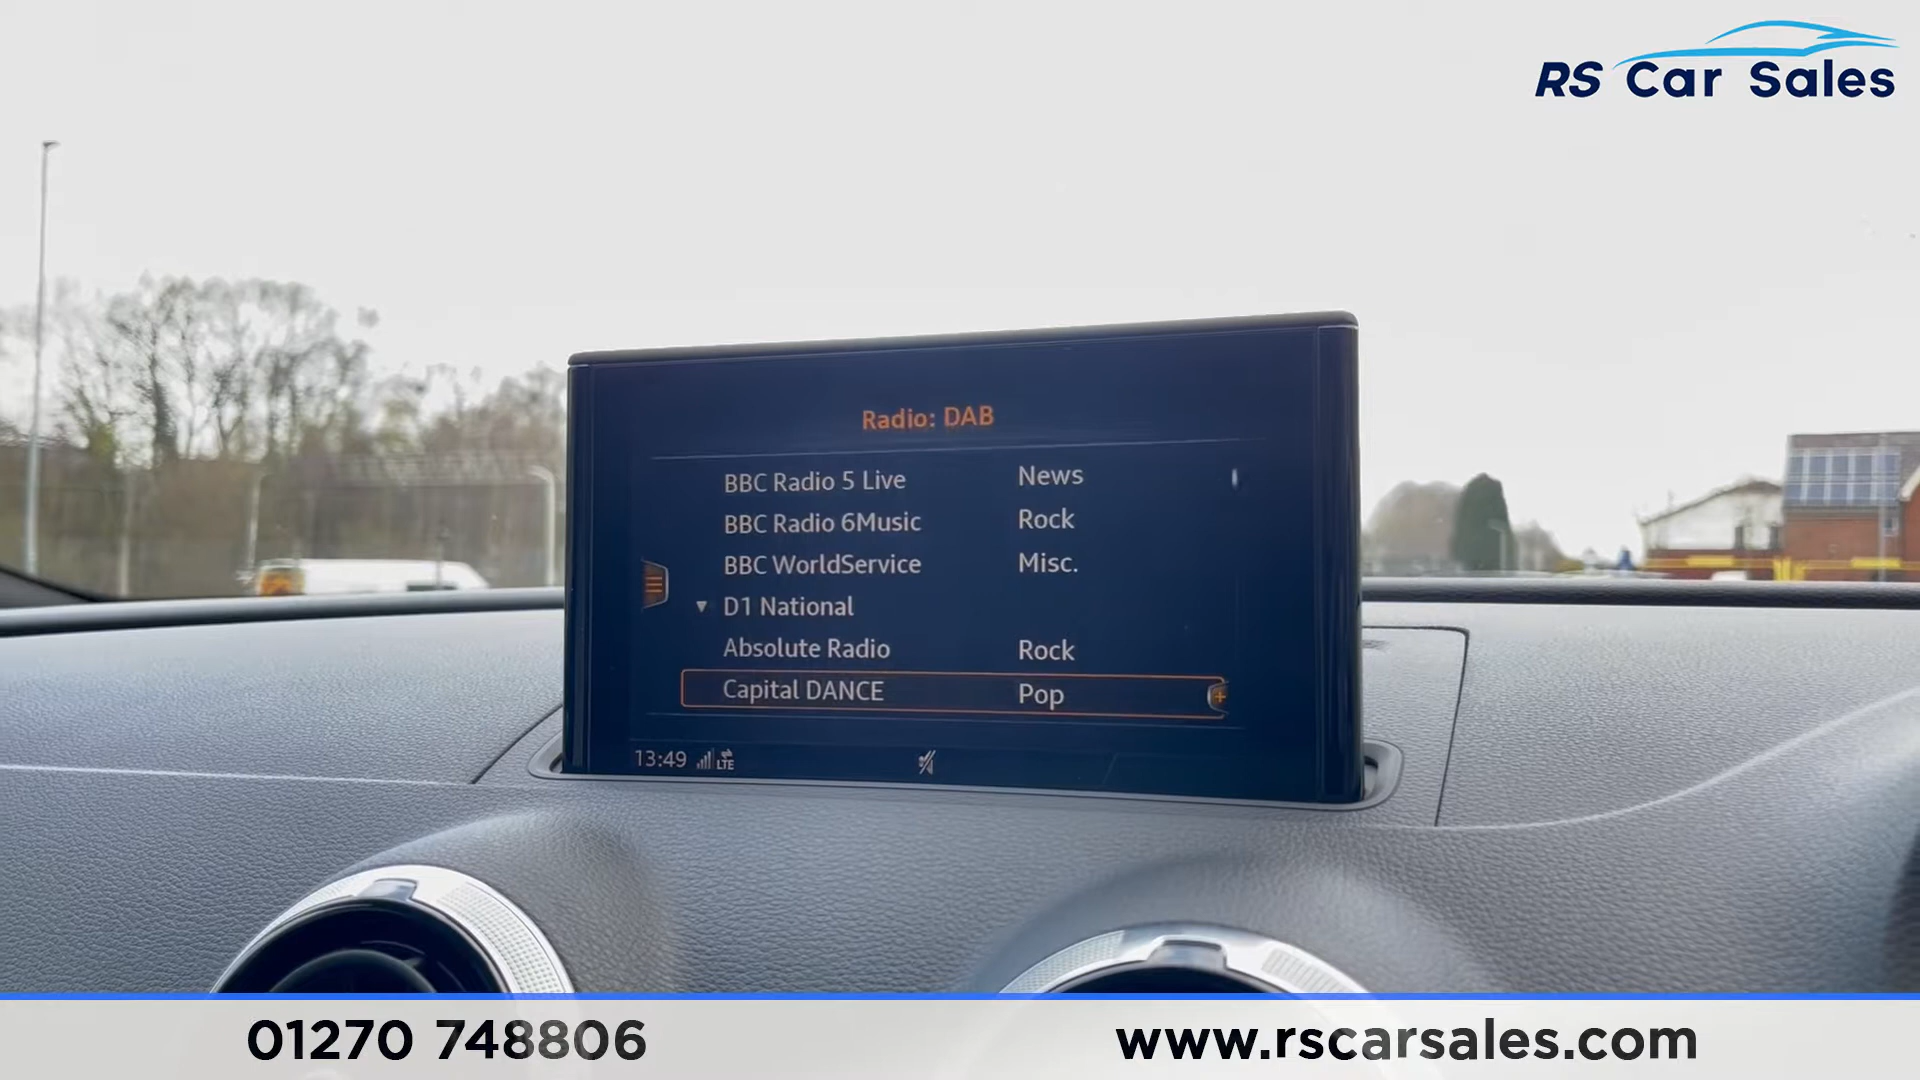 RS Car Sales
Radio: DAB
BBC Radio 5 Live News
BBC Radio 6Music Rock
BBC WorldService Misc.
D1 National
Absolute Radio Rock
Capital DANCE Pop
13:49 LTE
01270 748806 www.rscarsales.com